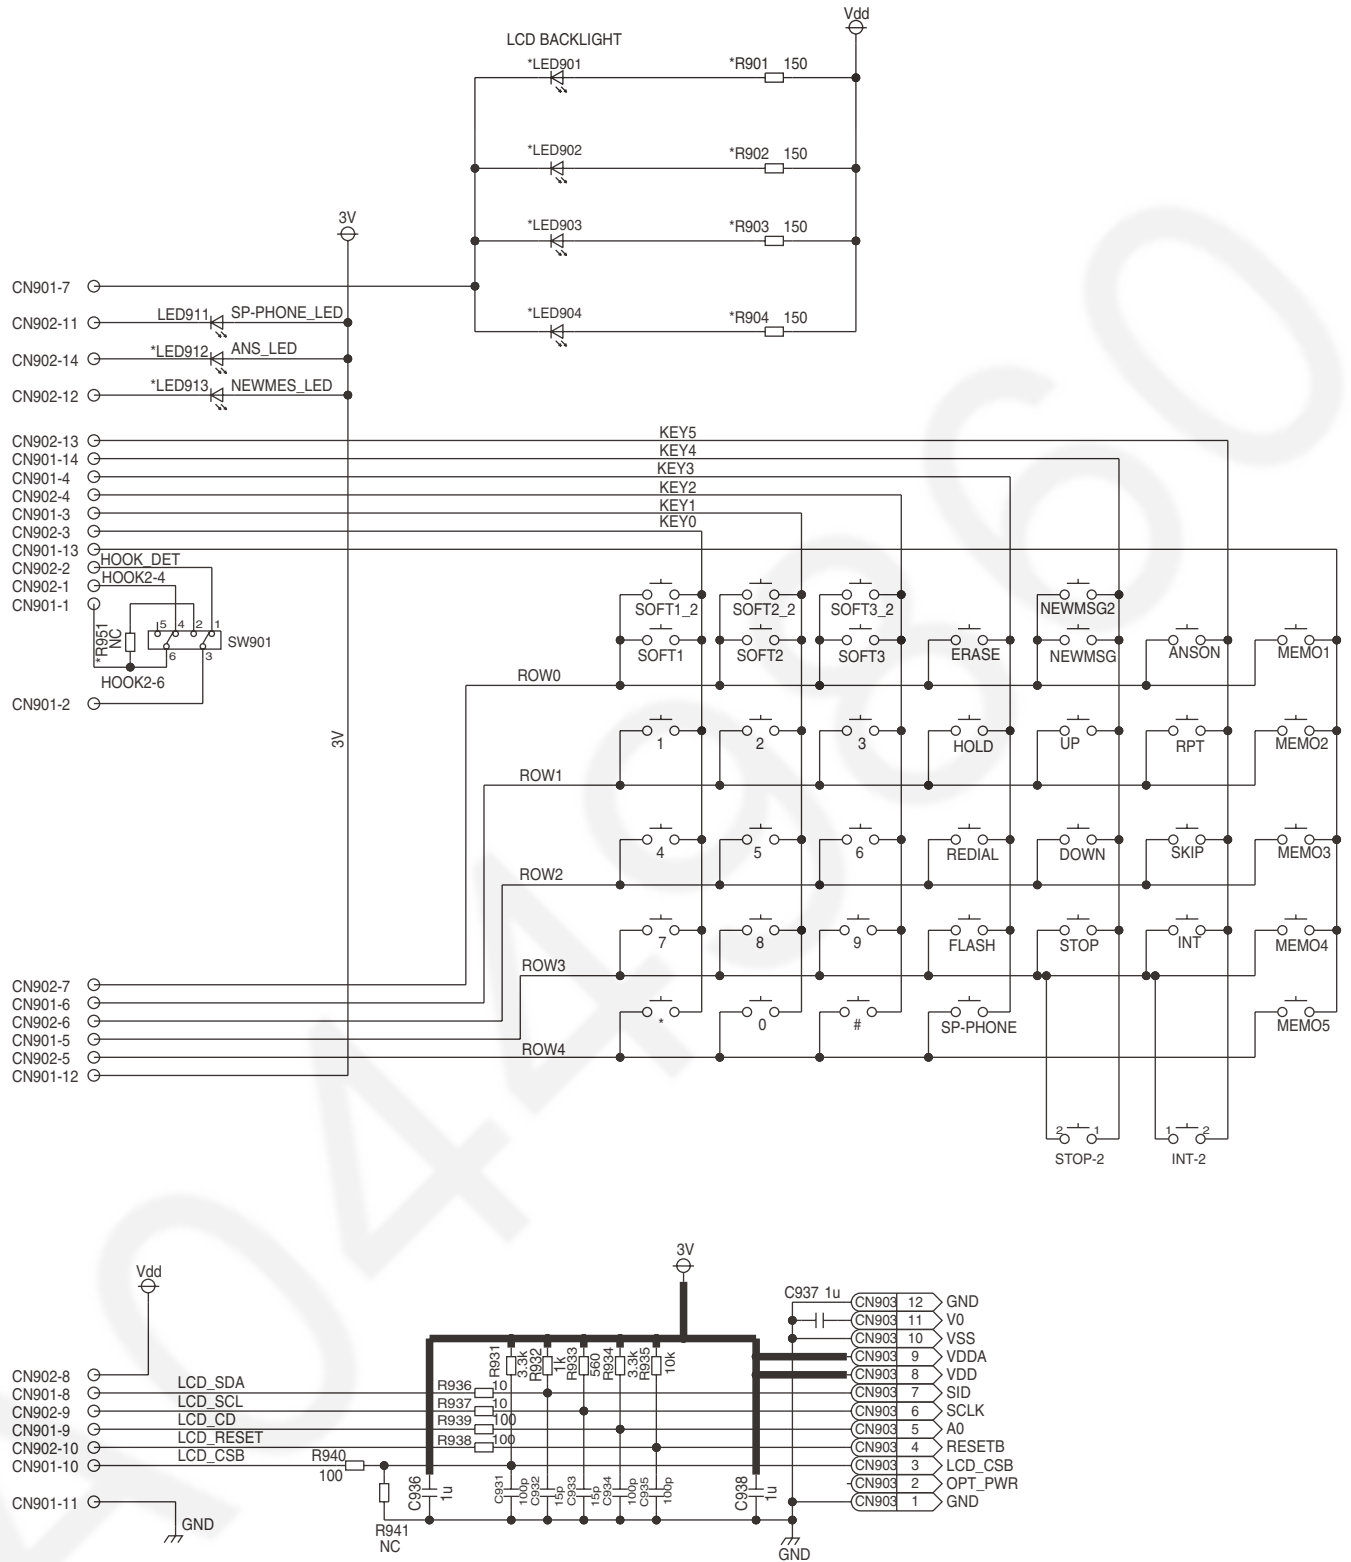 Vdd
LCD BACKLIGHT
*LED901 *R901 150
*LED902 *R902 150
*LED903 *R903 150
*LED904 *R904 150
3V
CN901-7
CN902-11 LED911 SP-PHONE_LED
CN902-14 *LED912 ANS_LED
CN902-12 *LED913 NEWMES_LED
CN902-13 KEY5
CN901-14 KEY4
CN901-4 KEY3
CN902-4 KEY2
CN901-3 KEY1
CN902-3 KEY0
CN901-13
CN902-2 HOOK_DET
CN902-1 HOOK2-4
CN901-1
*R951 NC
5 4 2 1
6 3
SW901
HOOK2-6
CN901-2
3V
SOFT1_2 SOFT2_2 SOFT3_2 NEWMSG2
SOFT1 SOFT2 SOFT3 ERASE NEWMSG ANSON MEMO1
ROW0
1 2 3 HOLD UP RPT MEMO2
ROW1
4 5 6 REDIAL DOWN SKIP MEMO3
ROW2
7 8 9 FLASH STOP INT MEMO4
ROW3
* 0 # SP-PHONE MEMO5
ROW4
CN902-7
CN901-6
CN902-6
CN901-5
CN902-5
CN901-12
2 1 1 2
STOP-2 INT-2
3V
Vdd
R931 3.3k
R932 1k
R933 560
R934 3.3k
R935 10k
C937 1u
CN902-8
CN901-8 LCD_SDA R936 10
CN902-9 LCD_SCL R937 10
CN901-9 LCD_CD R939 100
CN902-10 LCD_RESET R938 100
CN901-10 LCD_CSB R940 100
CN901-11 GND
R941 NC
C936 1u
C931 100p
C932 15p
C933 15p
C934 100p
C935 100p
C938 1u
CN903 12 GND
CN903 11 V0
CN903 10 VSS
CN903 9 VDDA
CN903 8 VDD
CN903 7 SID
CN903 6 SCLK
CN903 5 A0
CN903 4 RESETB
CN903 3 LCD_CSB
CN903 2 OPT_PWR
CN903 1 GND
GND
40449860